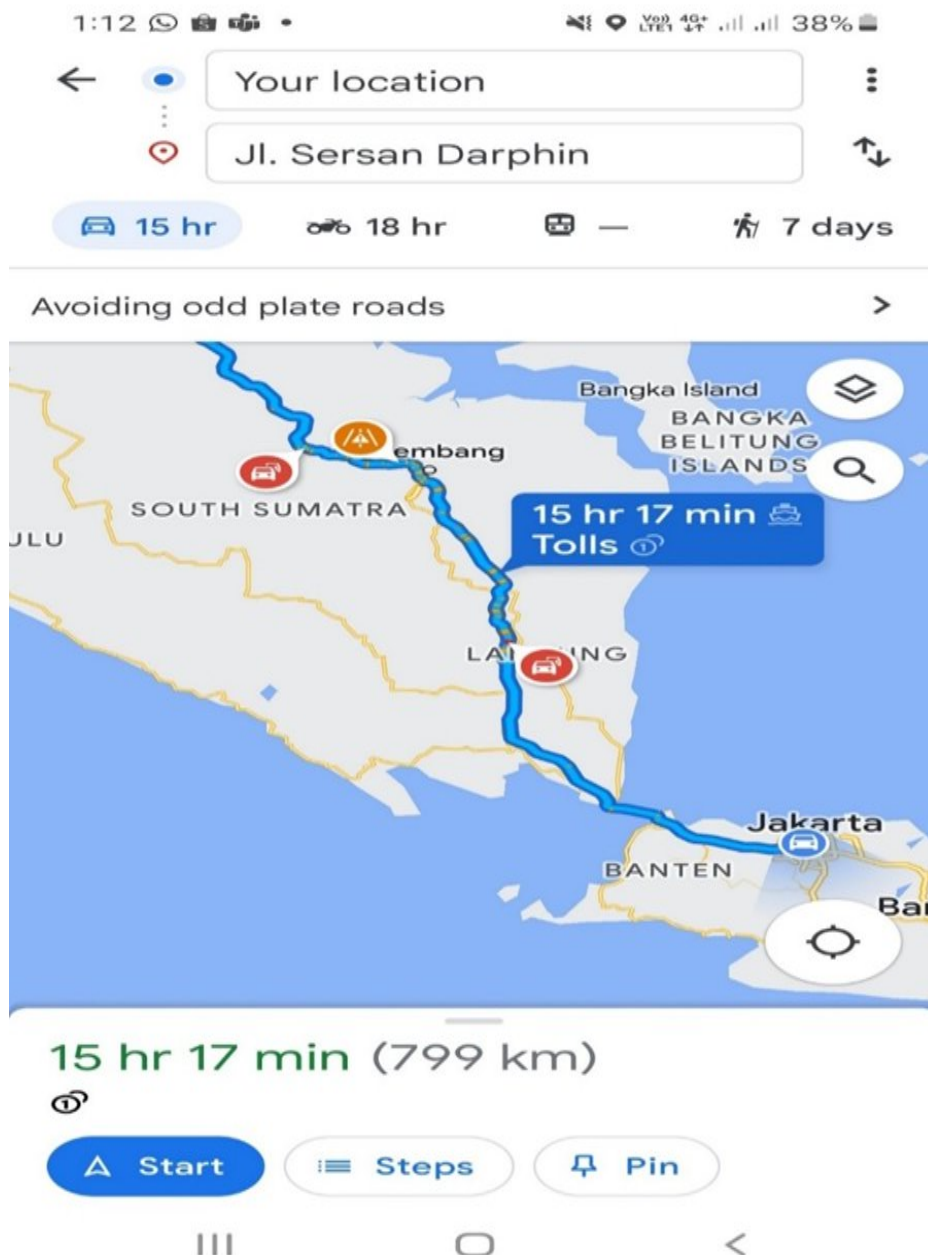 1:12 38%
Your location
Jl. Sersan Darphin
15 hr 18 hr — 7 days
Avoiding odd plate roads
Bangka Island
BANGKA
BELITUNG
ISLANDS
embang
SOUTH SUMATRA
15 hr 17 min
Tolls
ULU
Jakarta
BANTEN
Ba
15 hr 17 min (799 km)
Start Steps Pin